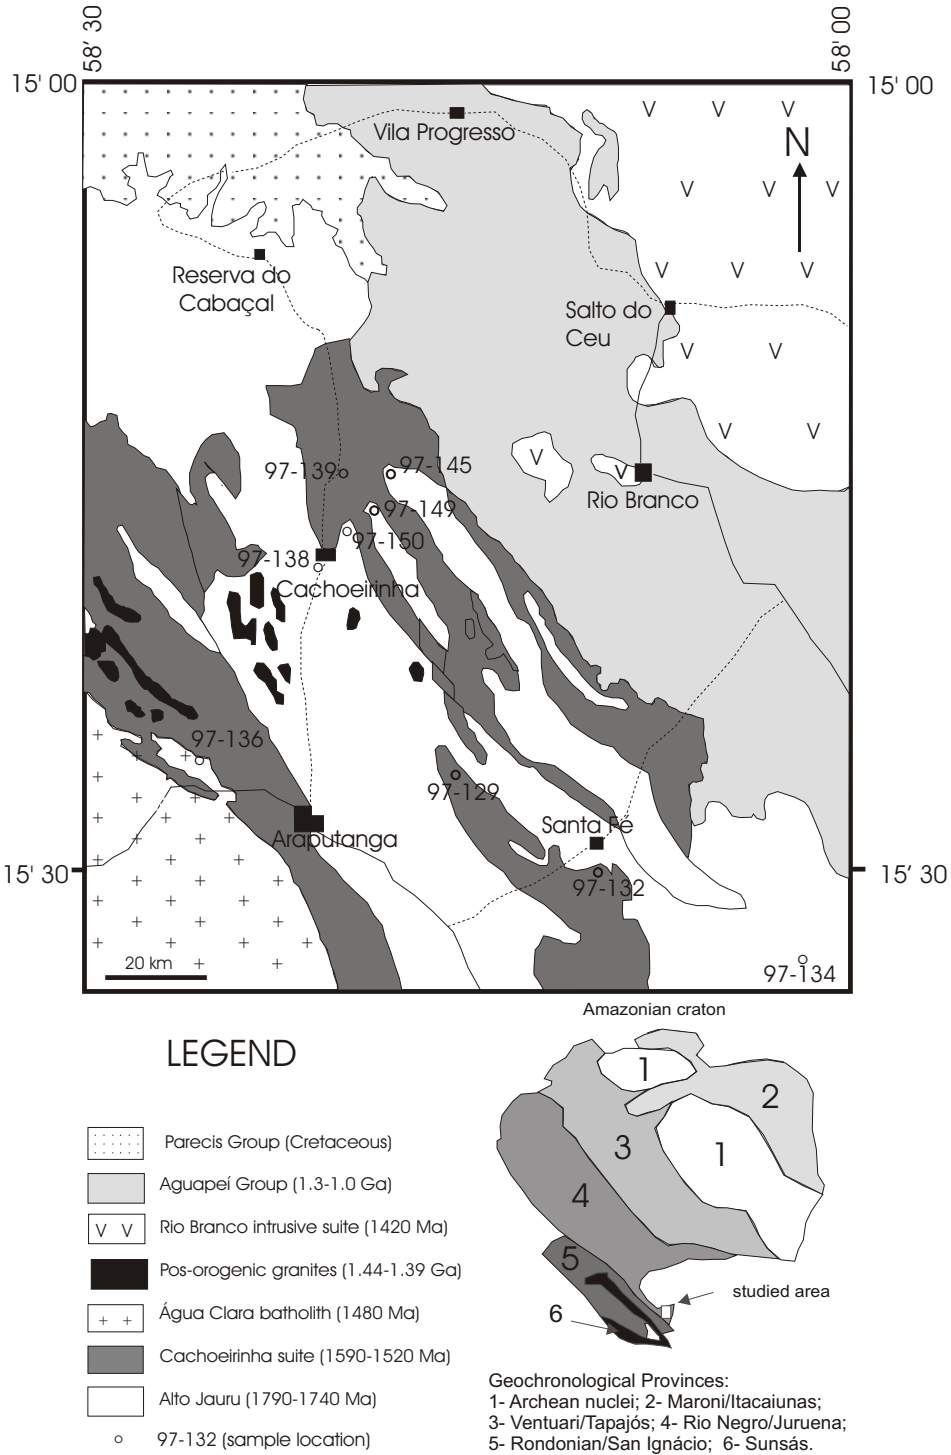 58' 30
58' 00
15' 00
15' 00
Vila Progresso
V V V
N
V V V
Reserva do
Cabaçal
V V V
Salto do
Ceu
V V
V V
97-139
97-145
V
V
Rio Branco
97-149
97-150
97-138
Cachoeirinha
97-136
97-129
Santa Fe
Araputanga
15' 30
15' 30
97-132
20 km
97-134
Amazonian craton
LEGEND
1
2
3
1
4
5
6
studied area
Parecis Group (Cretaceous)
Aguapeí Group (1.3-1.0 Ga)
V V Rio Branco intrusive suite (1420 Ma)
Pos-orogenic granites (1.44-1.39 Ga)
+ + Água Clara batholith (1480 Ma)
Cachoeirinha suite (1590-1520 Ma)
Alto Jauru (1790-1740 Ma)
97-132 (sample location)
Geochronological Provinces:
1- Archean nuclei; 2- Maroni/Itacaiunas;
3- Ventuari/Tapajós; 4- Rio Negro/Juruena;
5- Rondonian/San Ignácio; 6- Sunsás.